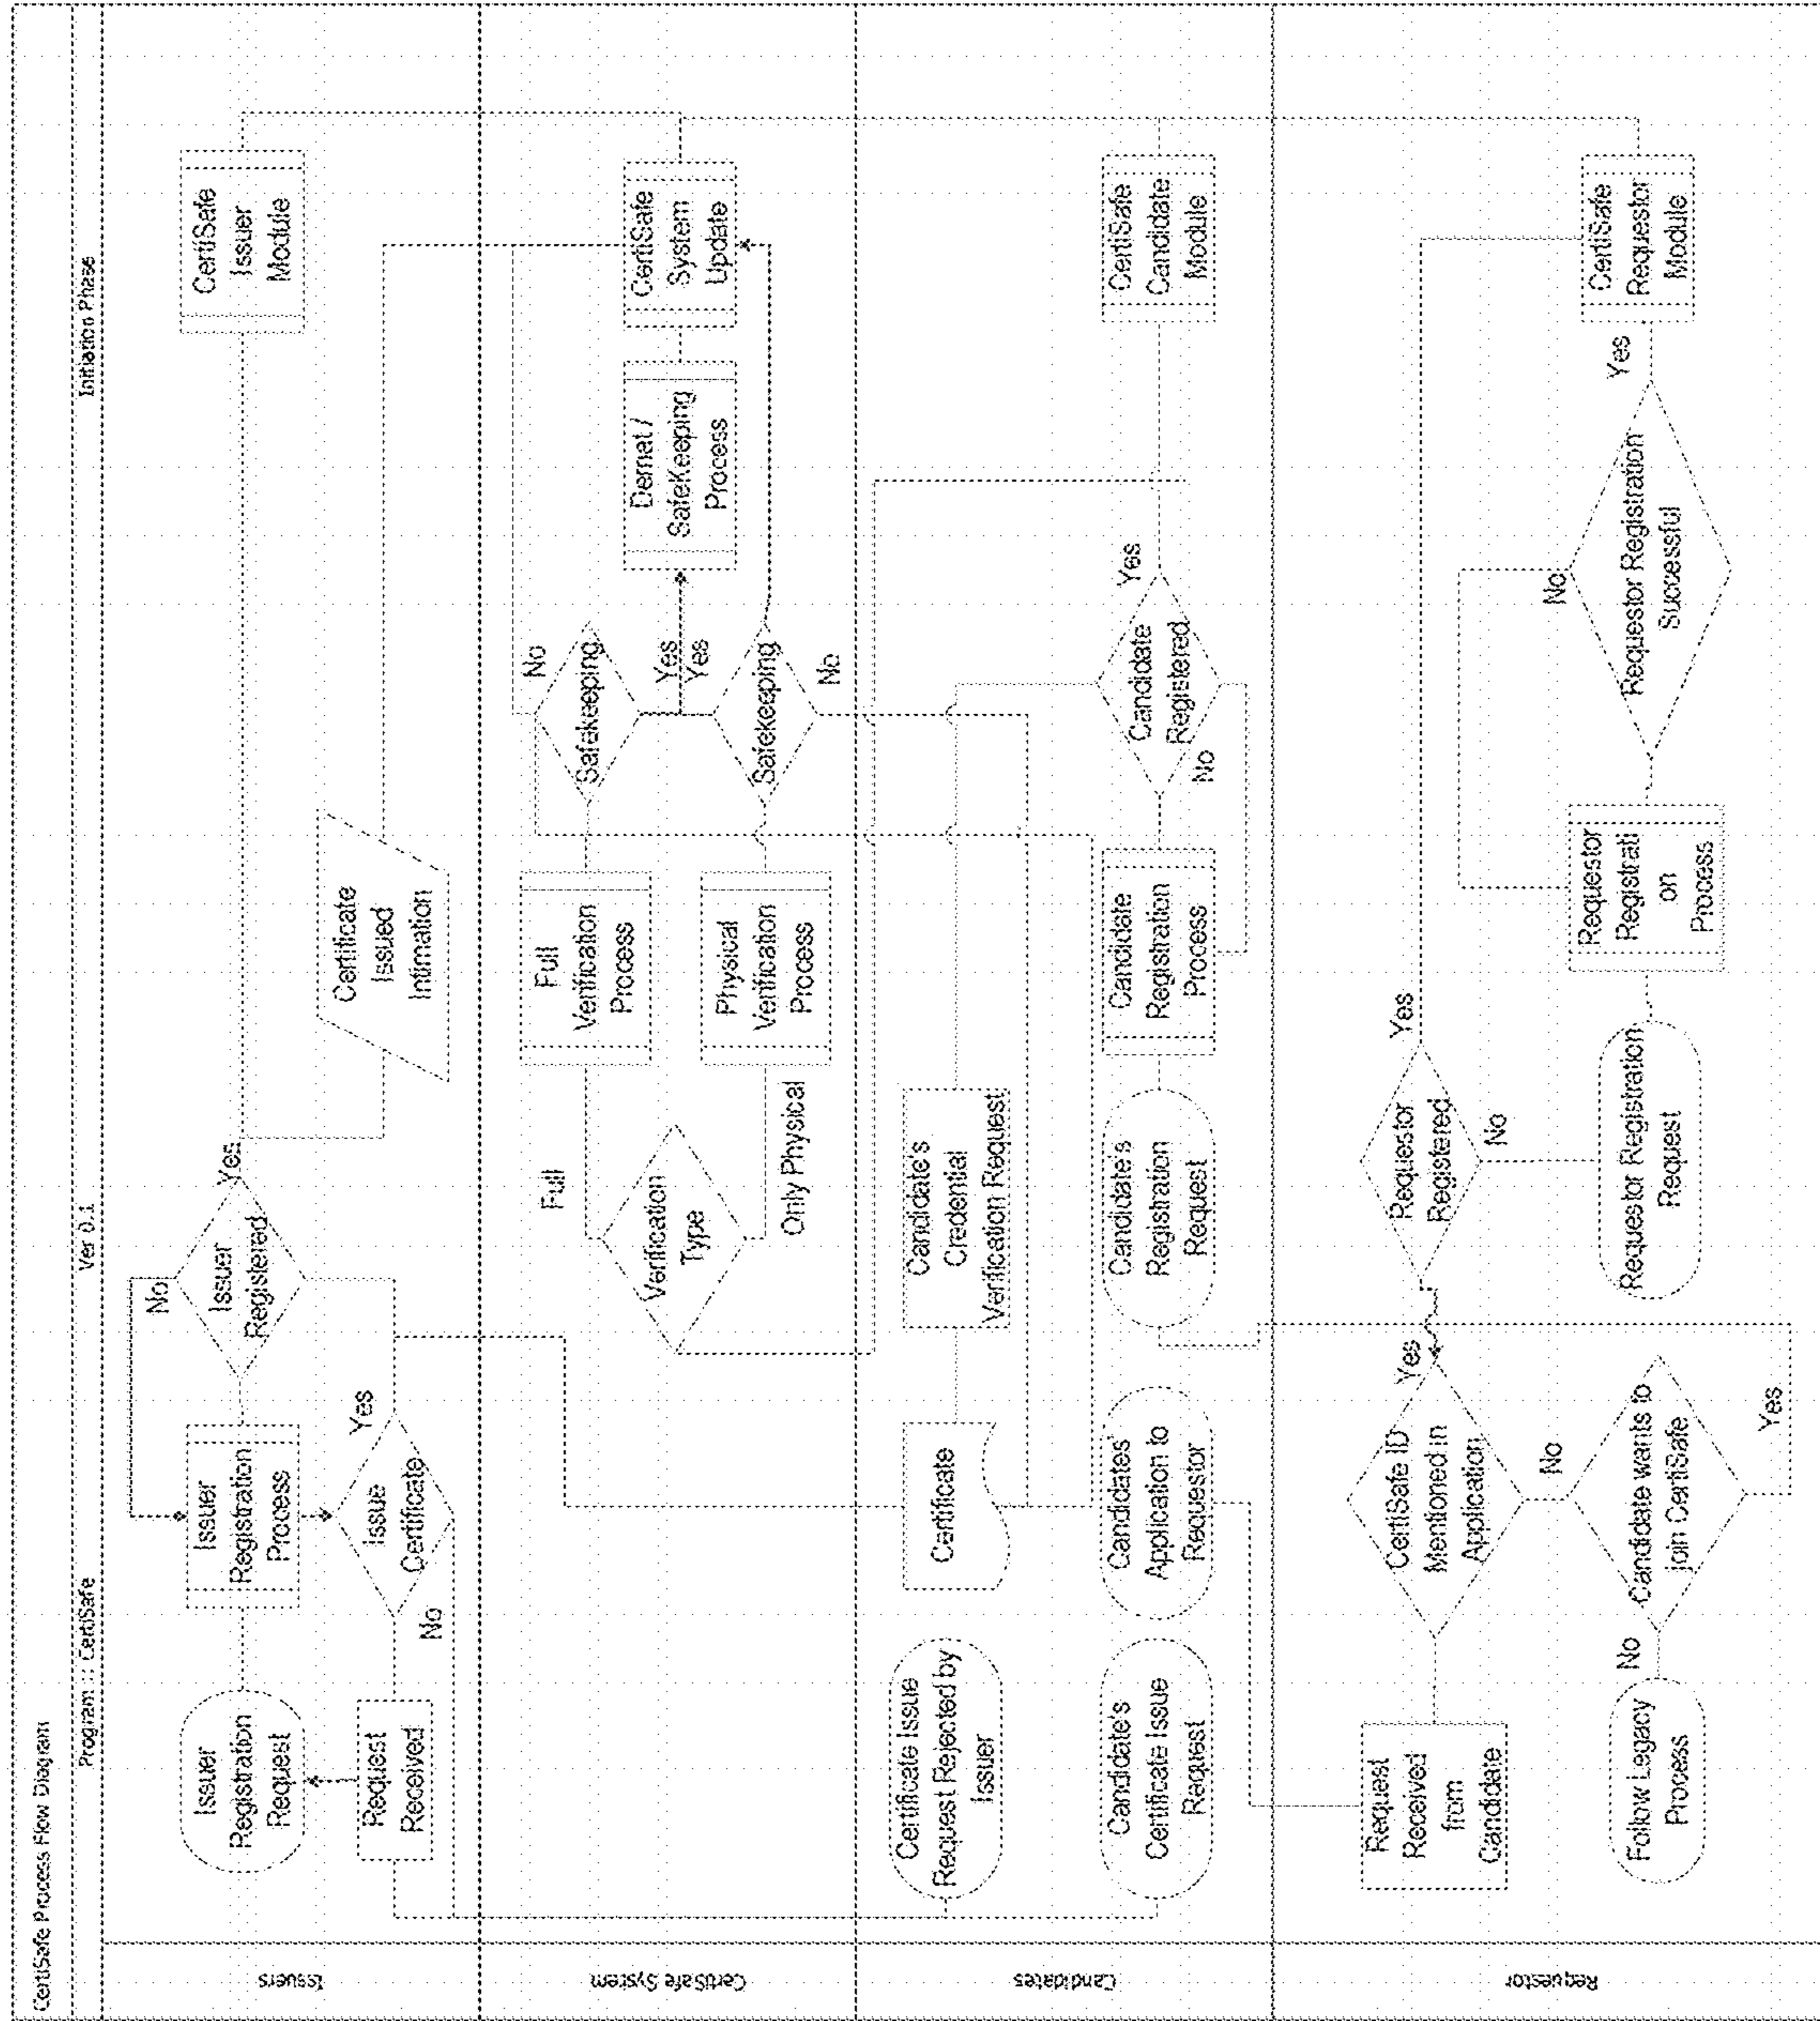 CertiSafe Process Flow Diagram
Program :: CertiSafe
Ver 0.1
Initiation Phase
Issuers
Issuer
Registration
Request
Issuer
Registration
Process
No
Issuer
Registered
Yes
CertiSafe
Issuer
Module
Request
Received
No
Issue
Certificate
Yes
Certificate
Issued
Intimation
CertiSafe System
Verification
Type
Full
Only Physical
Full
Verification
Process
Physical
Verification
Process
Safekeeping
No
Yes
Yes
Safekeeping
No
Demat /
SafeKeeping
Process
CertiSafe
System
Update
Candidates
Certificate Issue
Request Rejected by
Issuer
Certificate
Candidate's
Credential
Verification Request
Candidate's
Certificate Issue
Request
Candidates'
Application to
Requestor
Candidate's
Registration
Request
Candidate
Registration
Process
No
Candidate
Registered
Yes
CertiSafe
Candidate
Module
Requestor
Request
Received
from
Candidate
CertiSafe ID
Mentioned in
Application
Yes
No
Requestor
Registered
Yes
No
Follow Legacy
Process
No
Candidate wants to
join CertiSafe
Yes
Requestor Registration
Request
Requestor
Registrati
on
Process
No
Requestor Registration
Successful
Yes
CertiSafe
Requestor
Module